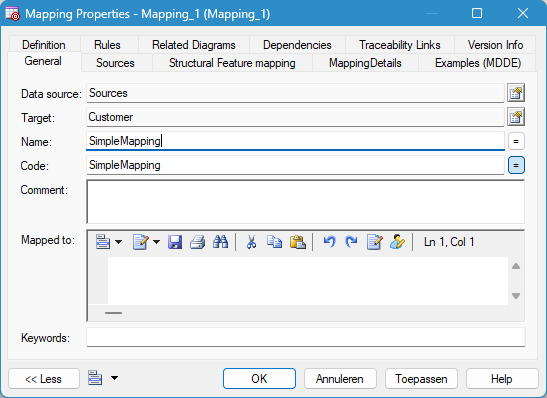 Mapping Properties - Mapping_1 (Mapping_1)
Definition Rules Related Diagrams Dependencies Traceability Links Version Info
General Sources Structural Feature mapping MappingDetails Examples (MDDE)
Data source: Sources
Target: Customer
Name: SimpleMapping =
Code: SimpleMapping =
Comment:
Mapped to: Ln 1, Col 1
Keywords:
<< Less OK Annuleren Toepassen Help